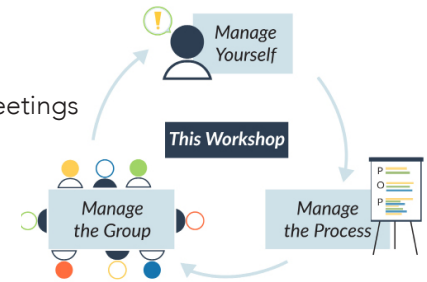 !
Manage
Yourself
eetings
This Workshop
Manage
the Group
Manage
the Process
P
O
P